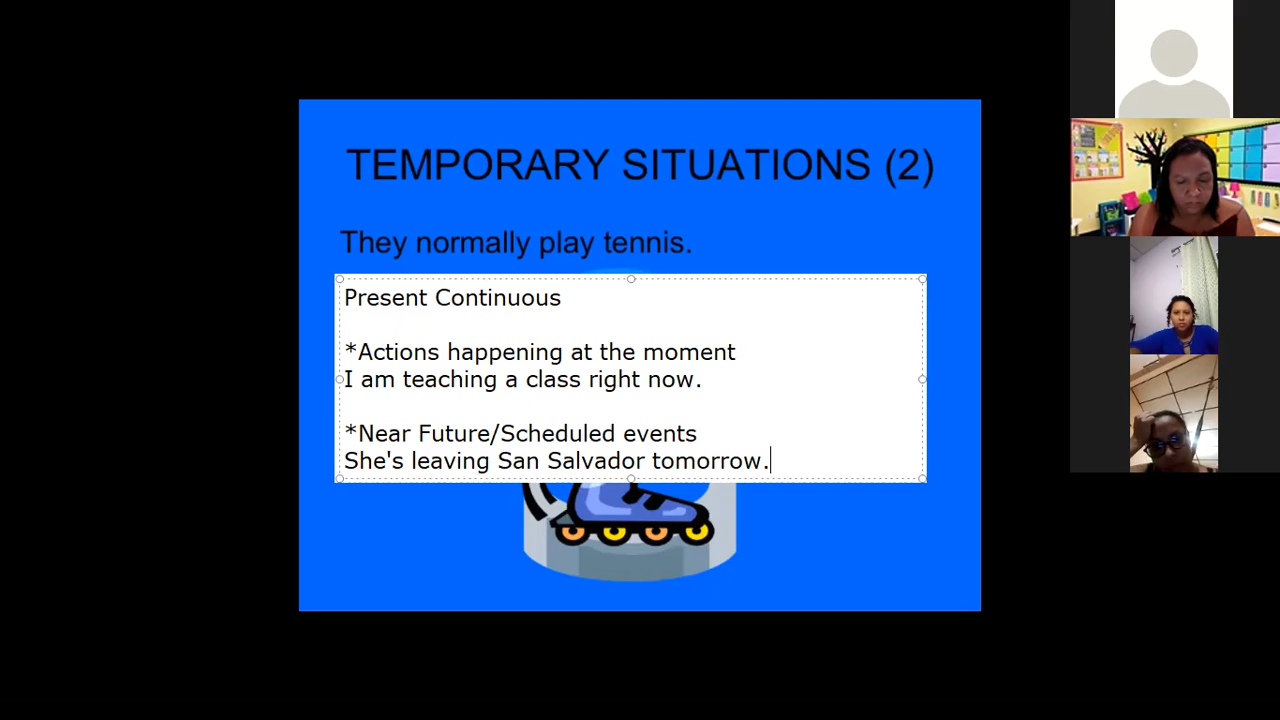 TEMPORARY SITUATIONS (2)
They normally play tennis.
Present Continuous
*Actions happening at the moment
I am teaching a class right now.
*Near Future/Scheduled events
She's leaving San Salvador tomorrow.